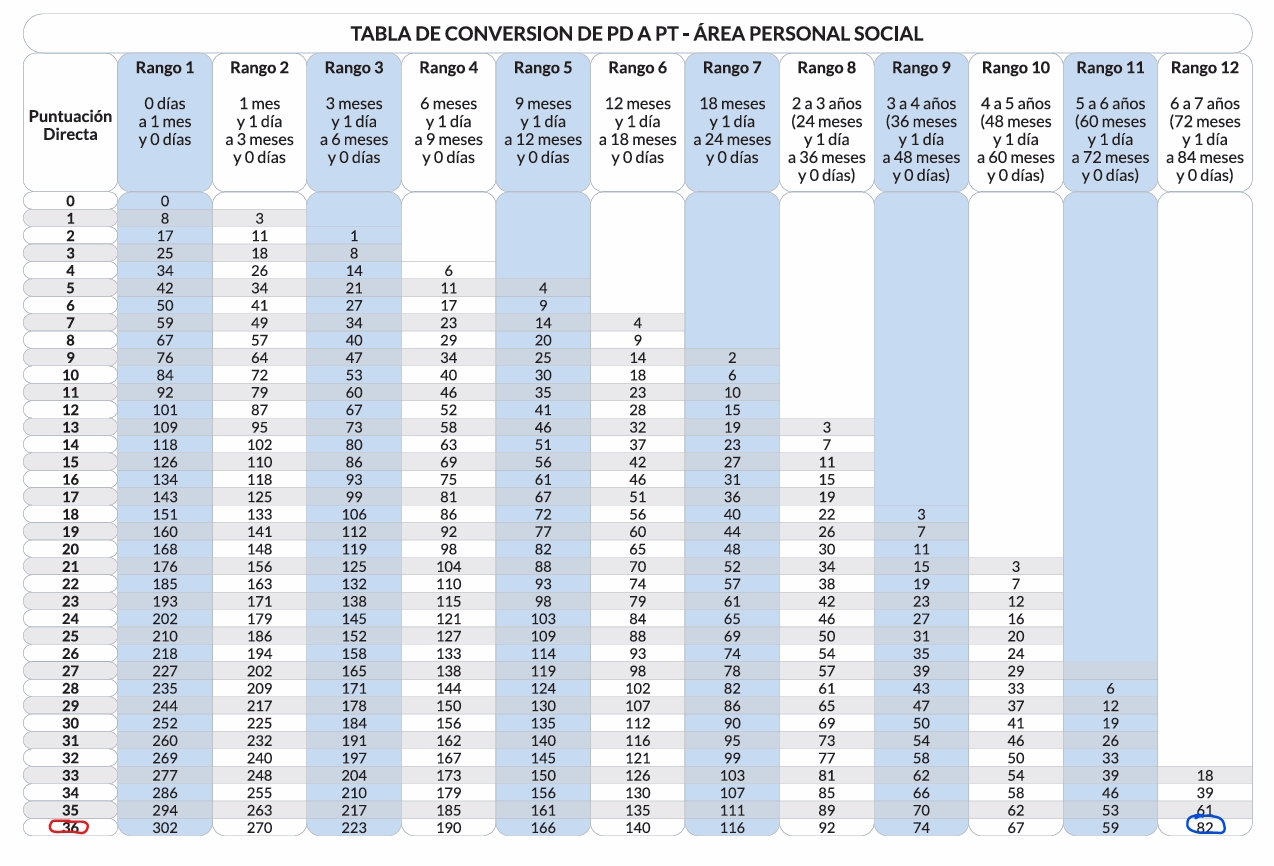 TABLA DE CONVERSION DE PD A PT - ÁREA PERSONAL SOCIAL
Puntuación Directa
Rango 1 0 días a 1 mes y 0 días
Rango 2 1 mes y 1 día a 3 meses y 0 días
Rango 3 3 meses y 1 día a 6 meses y 0 días
Rango 4 6 meses y 1 día a 9 meses y 0 días
Rango 5 9 meses y 1 día a 12 meses y 0 días
Rango 6 12 meses y 1 día a 18 meses y 0 días
Rango 7 18 meses y 1 día a 24 meses y 0 días
Rango 8 2 a 3 años (24 meses y 1 día a 36 meses y 0 días)
Rango 9 3 a 4 años (36 meses y 1 día a 48 meses y 0 días)
Rango 10 4 a 5 años (48 meses y 1 día a 60 meses y 0 días)
Rango 11 5 a 6 años (60 meses y 1 día a 72 meses y 0 días)
Rango 12 6 a 7 años (72 meses y 1 día a 84 meses y 0 días)
0 0
1 8 3
2 17 11 1
3 25 18 8
4 34 26 14 6
5 42 34 21 11 4
6 50 41 27 17 9
7 59 49 34 23 14 4
8 67 57 40 29 20 9
9 76 64 47 34 25 14 2
10 84 72 53 40 30 18 6
11 92 79 60 46 35 23 10
12 101 87 67 52 41 28 15
13 109 95 73 58 46 32 19 3
14 118 102 80 63 51 37 23 7
15 126 110 86 69 56 42 27 11
16 134 118 93 75 61 46 31 15
17 143 125 99 81 67 51 36 19
18 151 133 106 86 72 56 40 22 3
19 160 141 112 92 77 60 44 26 7
20 168 148 119 98 82 65 48 30 11
21 176 156 125 104 88 70 52 34 15 3
22 185 163 132 110 93 74 57 38 19 7
23 193 171 138 115 98 79 61 42 23 12
24 202 179 145 121 103 84 65 46 27 16
25 210 186 152 127 109 88 69 50 31 20
26 218 194 158 133 114 93 74 54 35 24
27 227 202 165 138 119 98 78 57 39 29
28 235 209 171 144 124 102 82 61 43 33 6
29 244 217 178 150 130 107 86 65 47 37 12
30 252 225 184 156 135 112 90 69 50 41 19
31 260 232 191 162 140 116 95 73 54 46 26
32 269 240 197 167 145 121 99 77 58 50 33
33 277 248 204 173 150 126 103 81 62 54 39 18
34 286 255 210 179 156 130 107 85 66 58 46 39
35 294 263 217 185 161 135 111 89 70 62 53 61
36 302 270 223 190 166 140 116 92 74 67 59 82